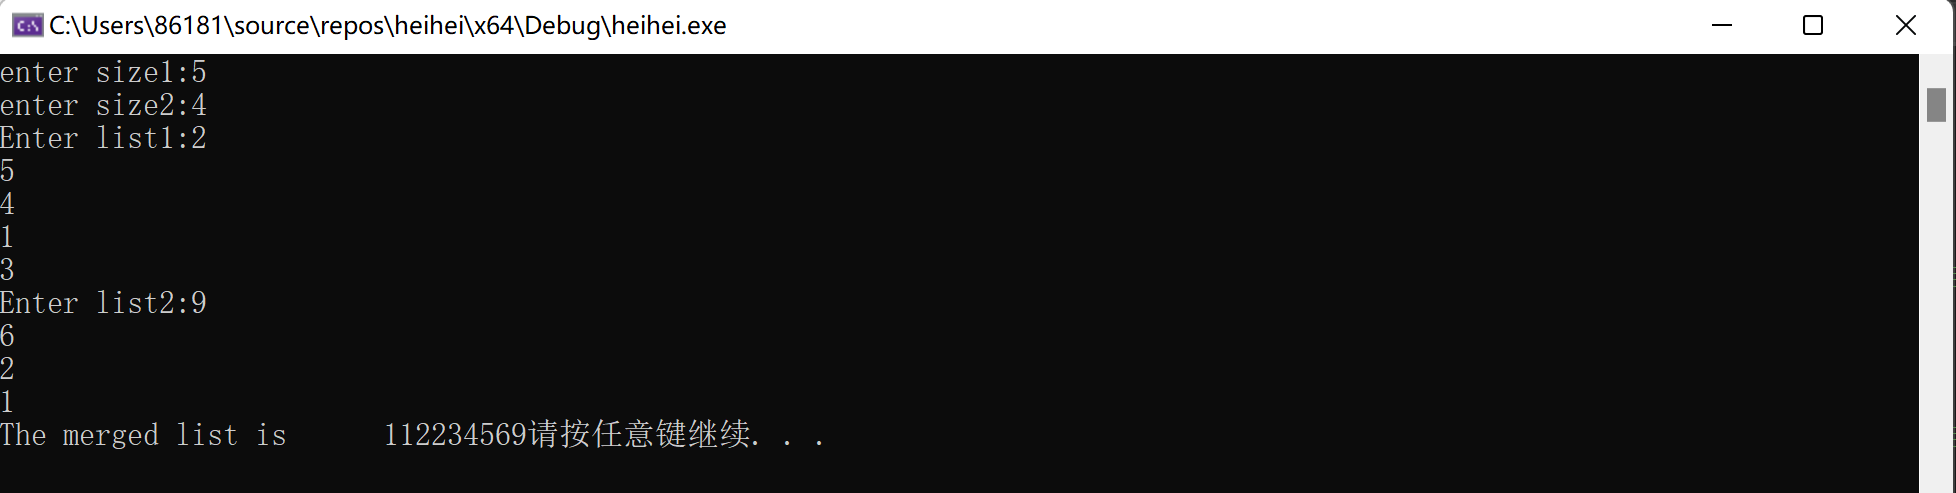 C:\Users\86181\source\repos\heihei\x64\Debug\heihei.exe
enter size1:5
enter size2:4
Enter list1:2
5
4
1
3
Enter list2:9
6
2
1
The merged list is      112234569请按任意键继续. . .